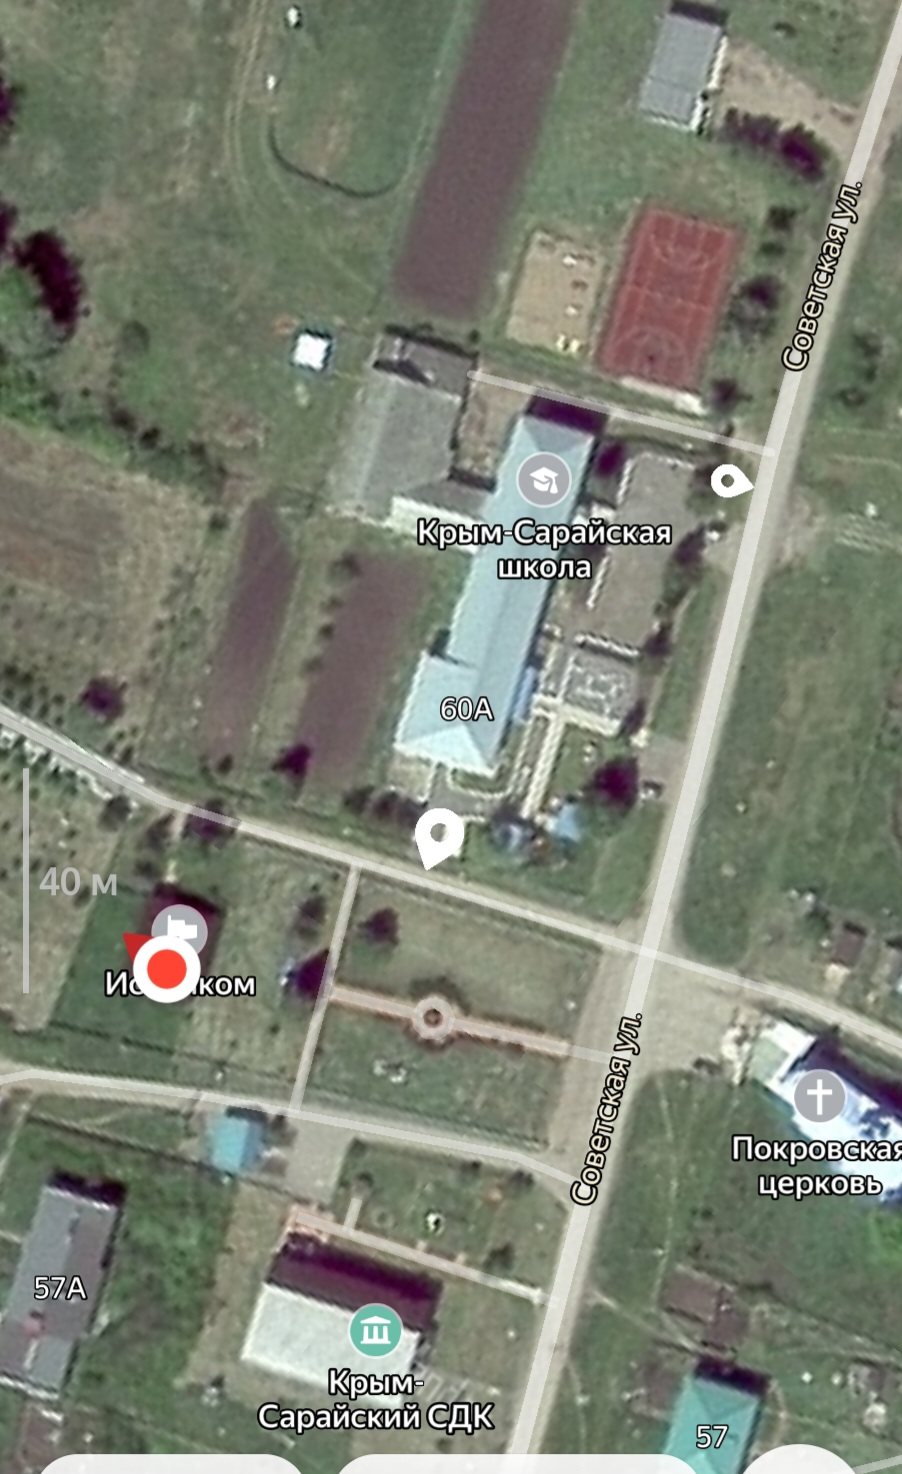 Советская ул.
Крым-Сарайская
школа
60А
40 м
Советская ул.
Покровская
церковь
57А
Крым-
Сарайский СДК
57